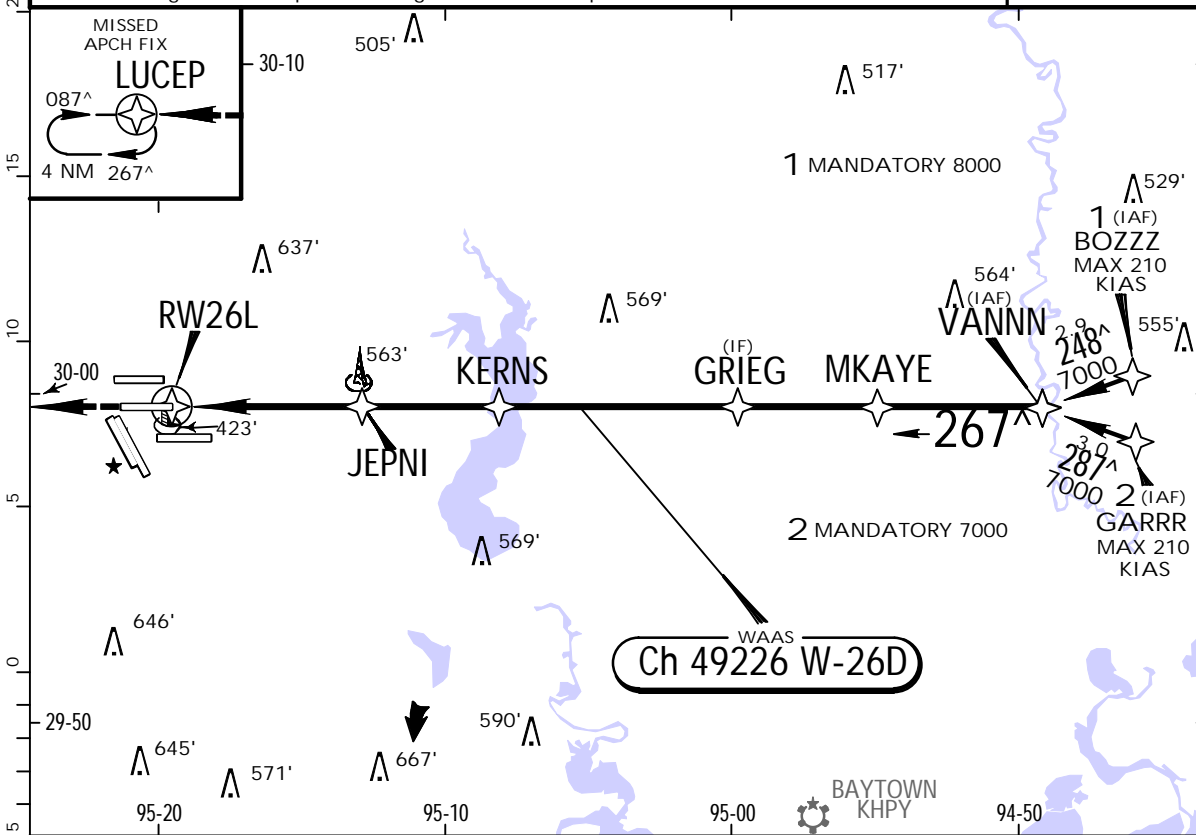 MISSED
APCH FIX
LUCEP
087^
4 NM 267^
505'
30-10
517'
1 MANDATORY 8000
529'
1 (IAF)
BOZZZ
MAX 210
KIAS
637'
569'
564'
(IAF)
VANNN
555'
RW26L
30-00
563'
KERNS
(IF)
GRIEG
MKAYE
2.9
248^
7000
423'
JEPNI
267^
3.0
287^
7000
2 (IAF)
GARRR
MAX 210
KIAS
2 MANDATORY 7000
569'
646'
WAAS
Ch 49226 W-26D
29-50
590'
645'
571'
667'
BAYTOWN
KHPY
95-20
95-10
95-00
94-50
15
10
5
0
5